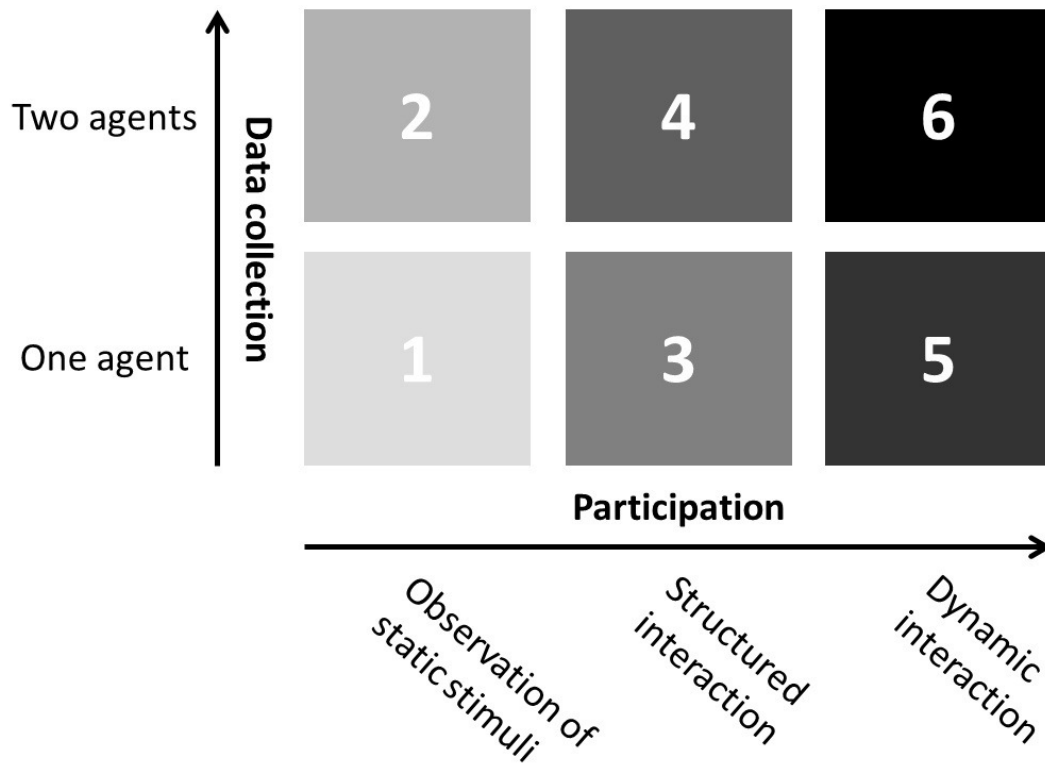 Two agents
Data collection
2
4
6
One agent
1
3
5
Participation
Observation of
static stimuli
Structured
interaction
Dynamic
interaction